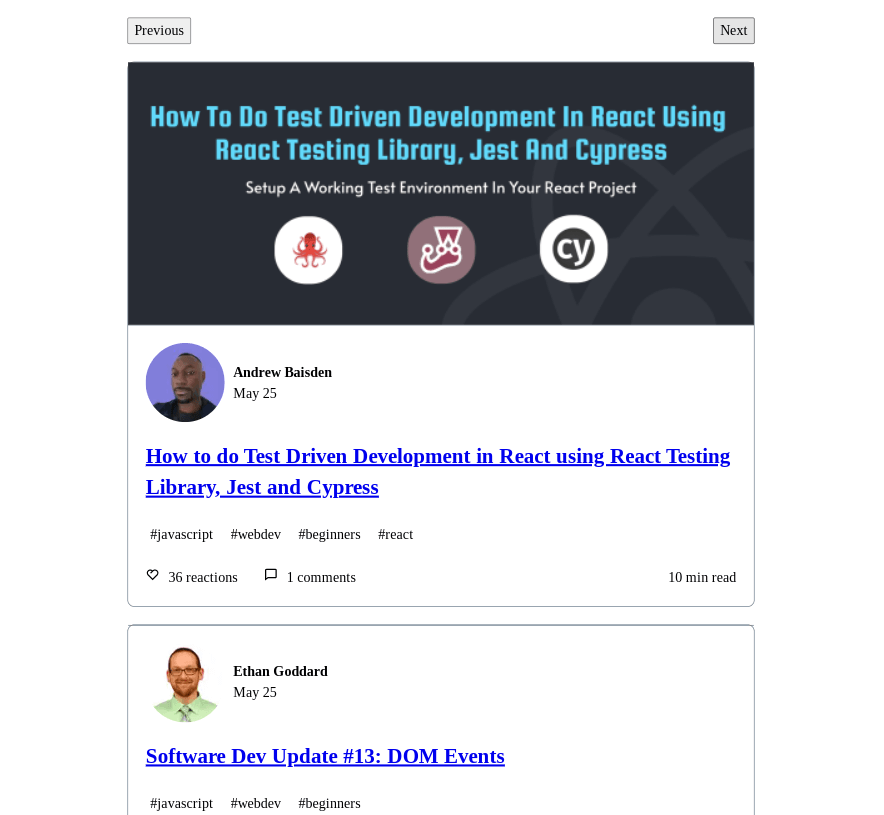 Previous
Next
How To Do Test Driven Development In React Using
React Testing Library, Jest And Cypress
Setup A Working Test Environment In Your React Project
cy
Andrew Baisden
May 25
How to do Test Driven Development in React using React Testing
Library, Jest and Cypress
#javascript #webdev #beginners #react
36 reactions 1 comments 10 min read
Ethan Goddard
May 25
Software Dev Update #13: DOM Events
#javascript #webdev #beginners